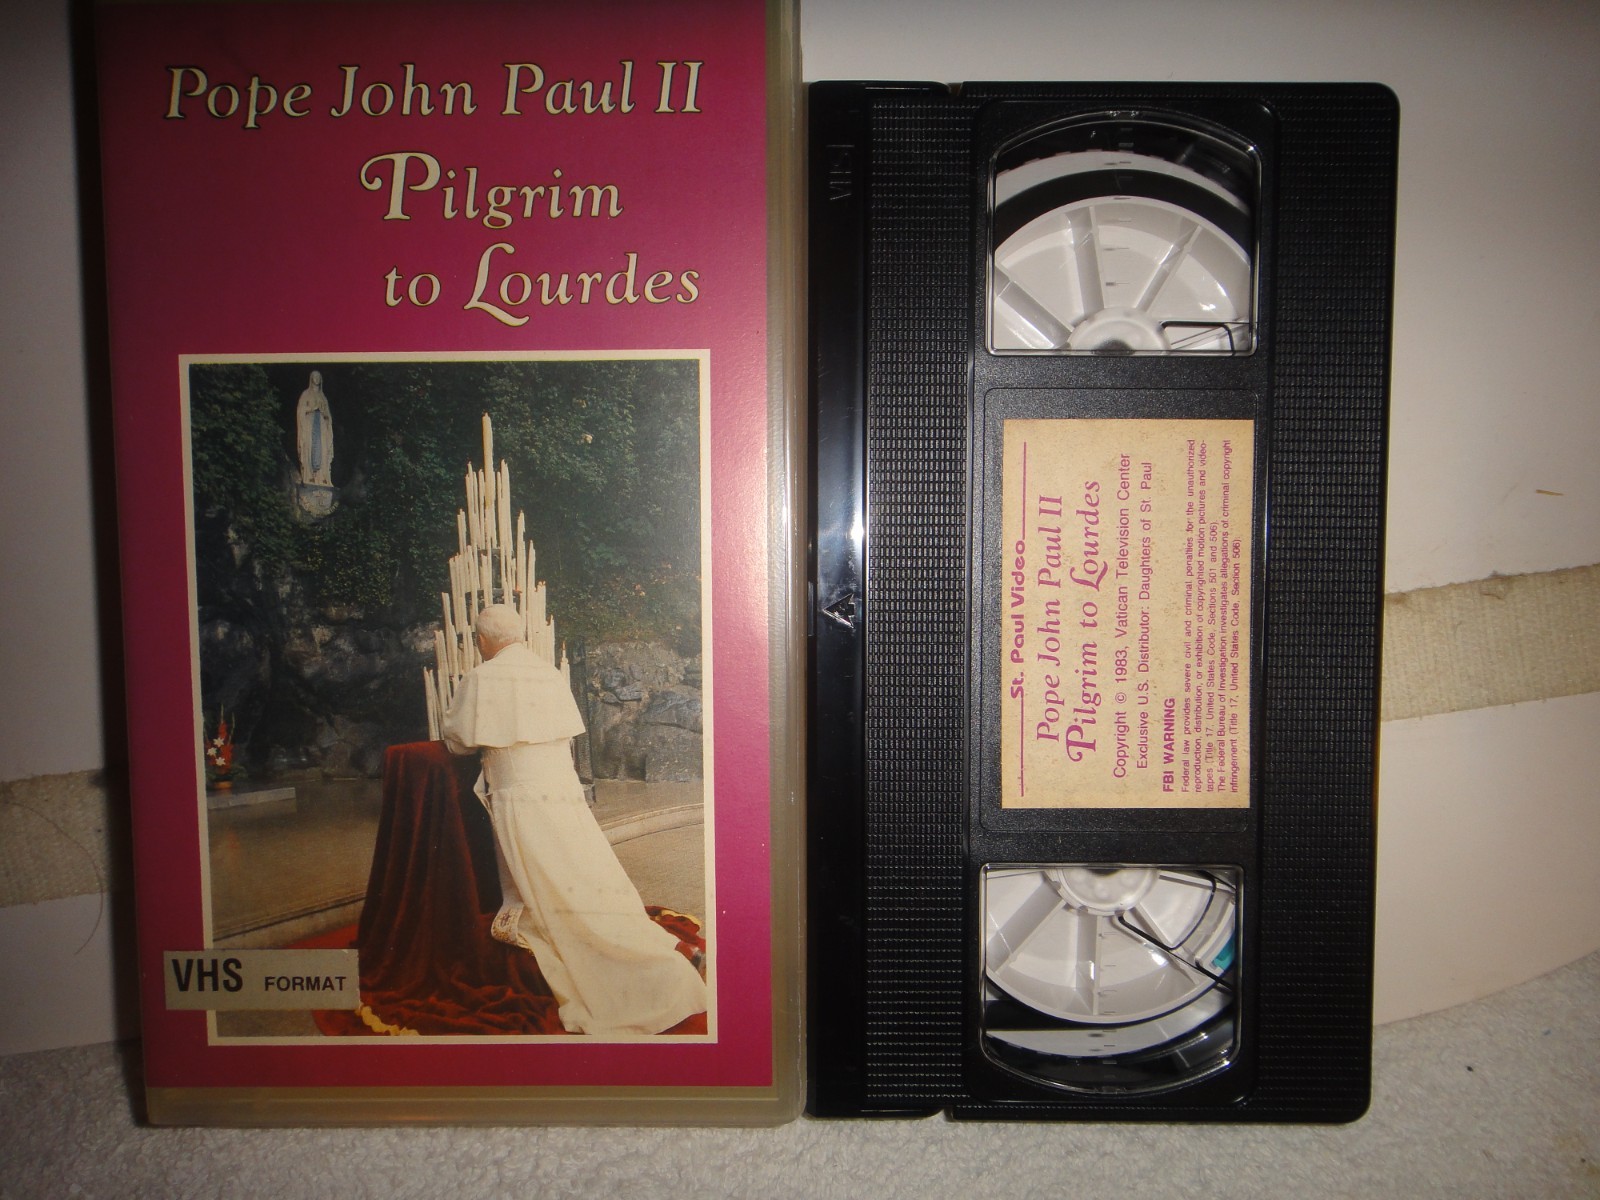 Pope John Paul II
Pilgrim
to Lourdes
VHS FORMAT
VHS
St. Paul Video
Pope John Paul II
Pilgrim to Lourdes
Copyright © 1983, Vatican Television Center
Exclusive U.S. Distributor: Daughters of St. Paul
FBI WARNING
Federal law provides severe civil and criminal penalties for the unauthorized
reproduction, distribution, or exhibition of copyrighted motion pictures and video-
tapes (Title 17, United States Code, Sections 501 and 506).
The Federal Bureau of Investigation investigates allegations of criminal copyright
infringement (Title 17, United States Code, Section 506).